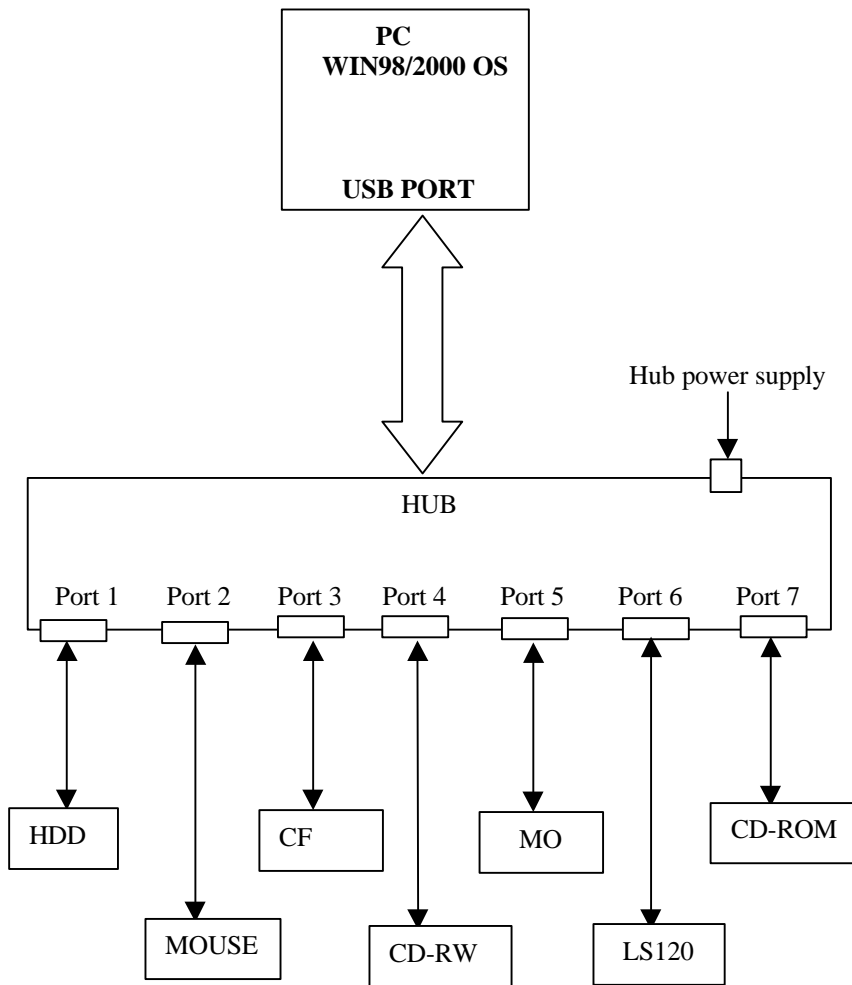 PC
WIN98/2000 OS
USB PORT
Hub power supply
HUB
Port 1
Port 2
Port 3
Port 4
Port 5
Port 6
Port 7
HDD
CF
MO
CD-ROM
MOUSE
CD-RW
LS120